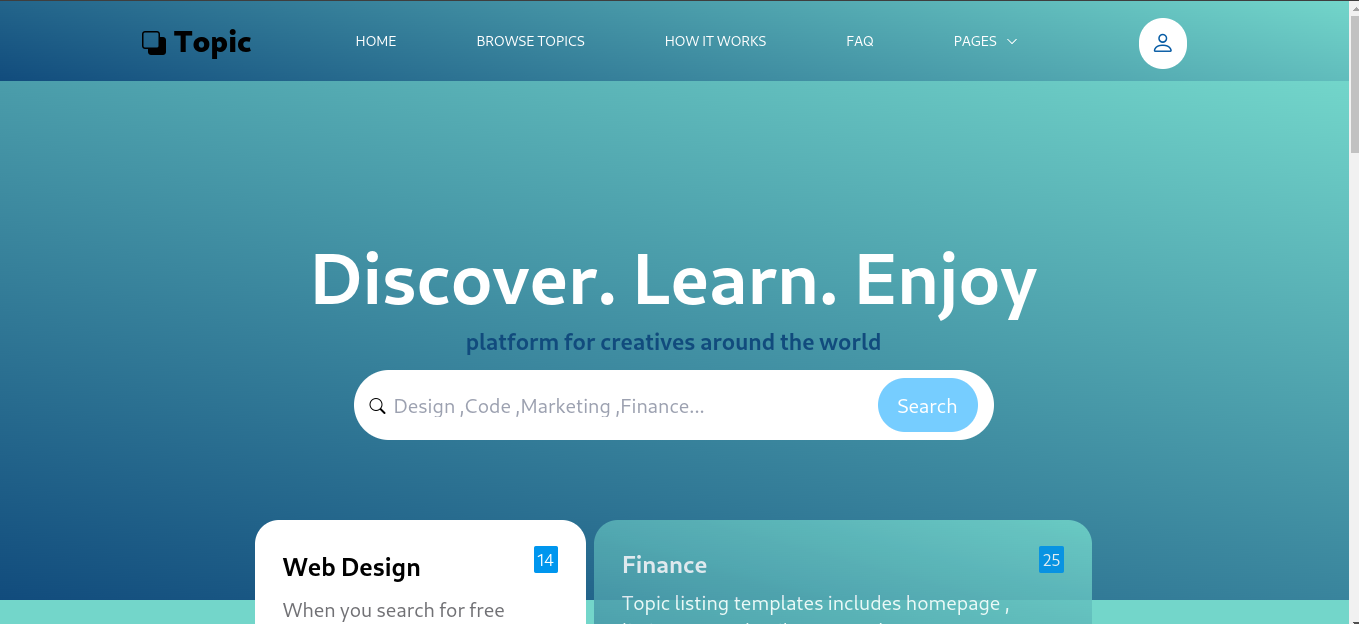 Topic
HOME
BROWSE TOPICS
HOW IT WORKS
FAQ
PAGES
Discover. Learn. Enjoy
platform for creatives around the world
Design ,Code ,Marketing ,Finance...
Search
Web Design
14
When you search for free
Finance
25
Topic listing templates includes homepage ,